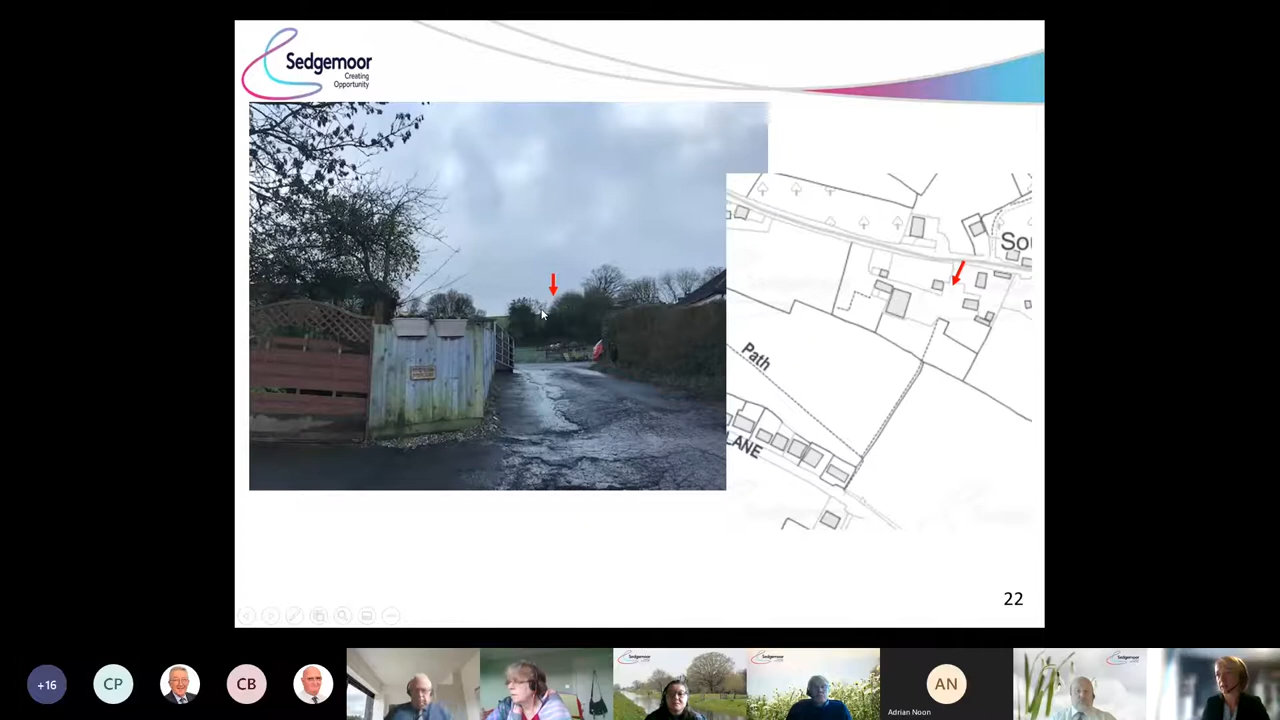 Sedgemoor
Creating
Opportunity
Sou
Path
LANE
22
+16
CP
CB
AN
Adrian Noon